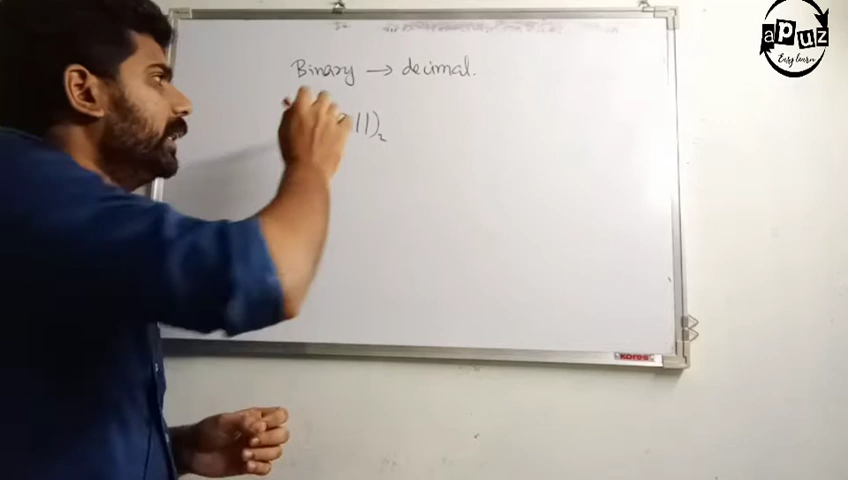 apuz
Easy learn
Binary → decimal.
11)₂
KORES